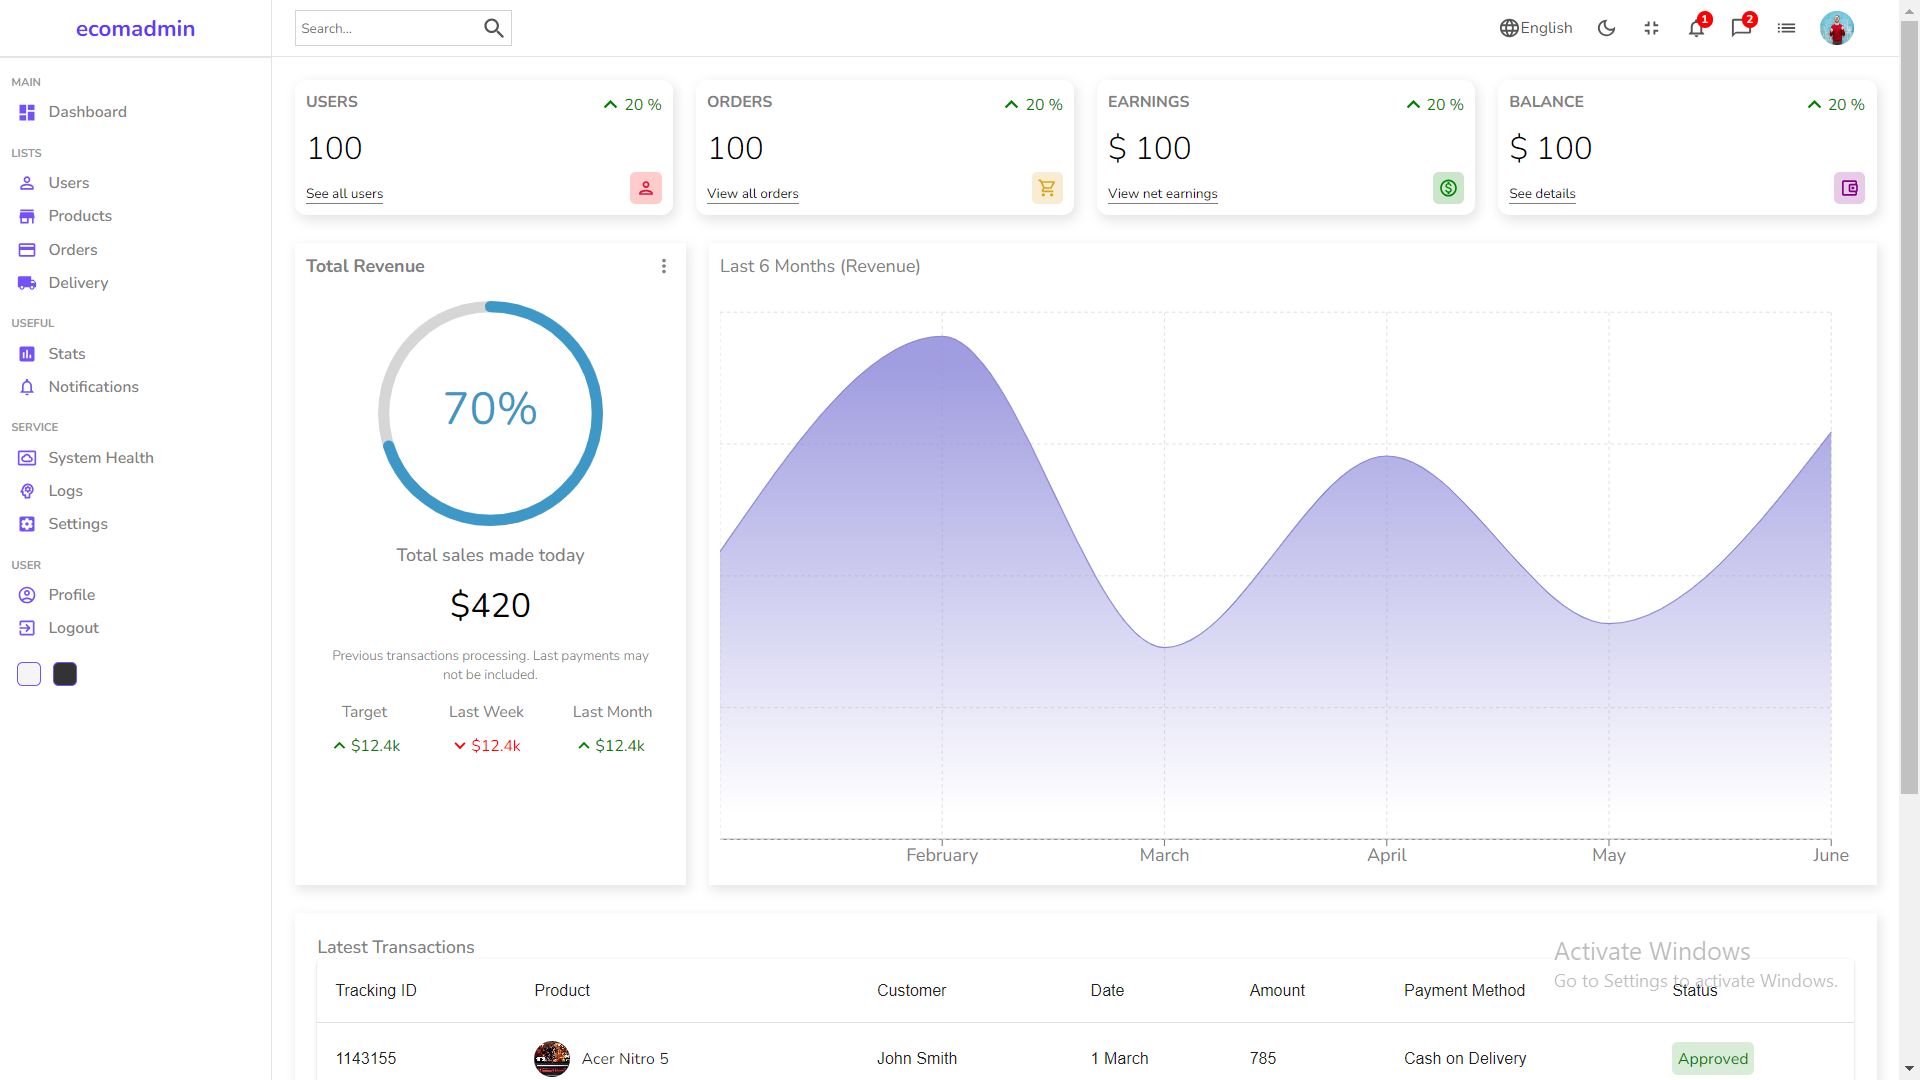 ecomadmin
Search...
English
1
2
MAIN
Dashboard
LISTS
Users
Products
Orders
Delivery
USEFUL
Stats
Notifications
SERVICE
System Health
Logs
Settings
USER
Profile
Logout
USERS
20 %
100
See all users
ORDERS
20 %
100
View all orders
EARNINGS
20 %
$ 100
View net earnings
BALANCE
20 %
$ 100
See details
Total Revenue
70%
Total sales made today
$420
Previous transactions processing. Last payments may
not be included.
Target
Last Week
Last Month
$12.4k
$12.4k
$12.4k
Last 6 Months (Revenue)
February
March
April
May
June
Latest Transactions
Tracking ID
Product
Customer
Date
Amount
Payment Method
Status
1143155
Acer Nitro 5
John Smith
1 March
785
Cash on Delivery
Approved
Activate Windows
Go to Settings to activate Windows.